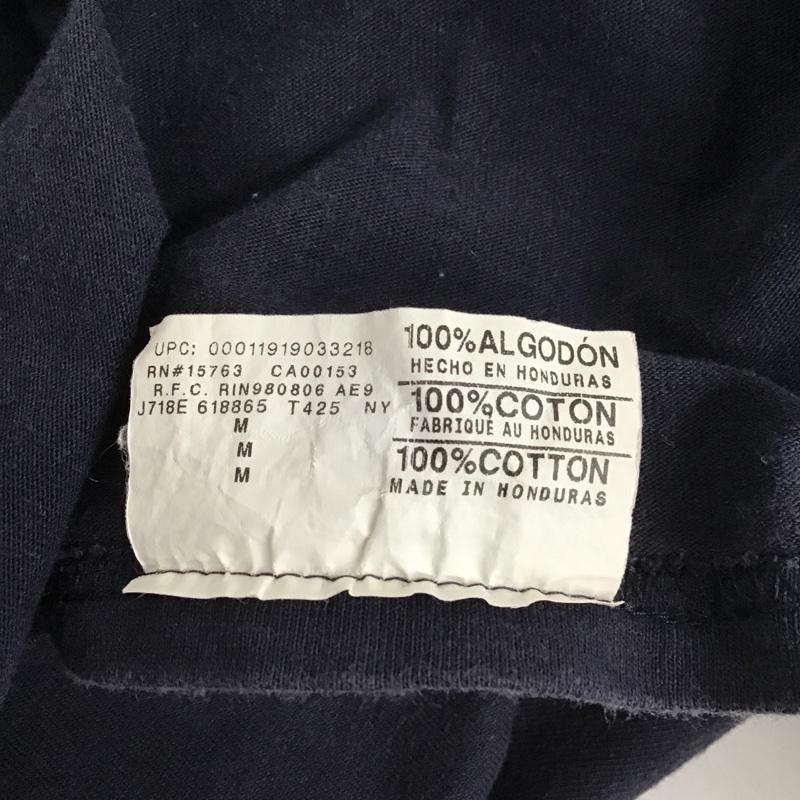 UPC: 00011919033218
RN#15763 CA00153
R.F.C. RIN980806 AE9
J718E 618865 T425 NY
M
M
M
100%ALGODÓN
HECHO EN HONDURAS
100%COTON
FABRIQUÉ AU HONDURAS
100%COTTON
MADE IN HONDURAS